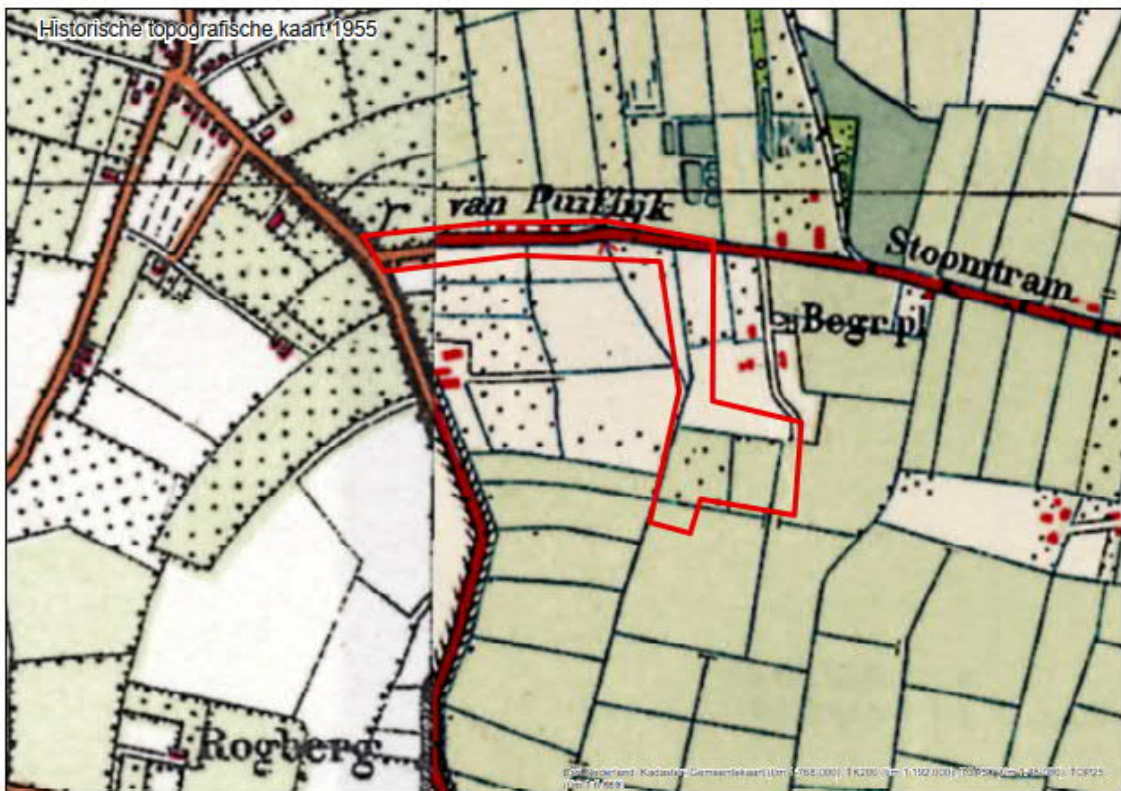 Historische topografische kaart 1955
r van Puiflijk
Stoomtram
Begr. pl
Rogberg